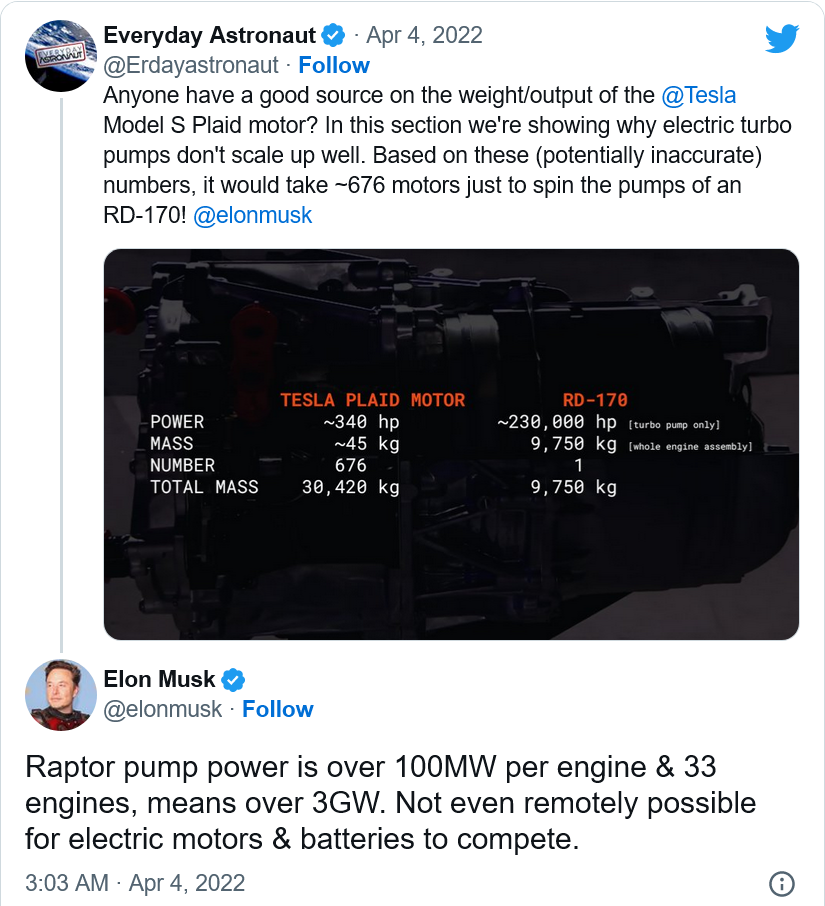 Everyday Astronaut · Apr 4, 2022
@Erdayastronaut · Follow
EVERYDAY
ASTRONAUT
Anyone have a good source on the weight/output of the @Tesla
Model S Plaid motor? In this section we're showing why electric turbo
pumps don't scale up well. Based on these (potentially inaccurate)
numbers, it would take ~676 motors just to spin the pumps of an
RD-170! @elonmusk
TESLA PLAID MOTOR RD-170
POWER ~340 hp ~230,000 hp [turbo pump only]
MASS ~45 kg 9,750 kg [whole engine assembly]
NUMBER 676 1
TOTAL MASS 30,420 kg 9,750 kg
Elon Musk
@elonmusk · Follow
Raptor pump power is over 100MW per engine & 33
engines, means over 3GW. Not even remotely possible
for electric motors & batteries to compete.
3:03 AM · Apr 4, 2022